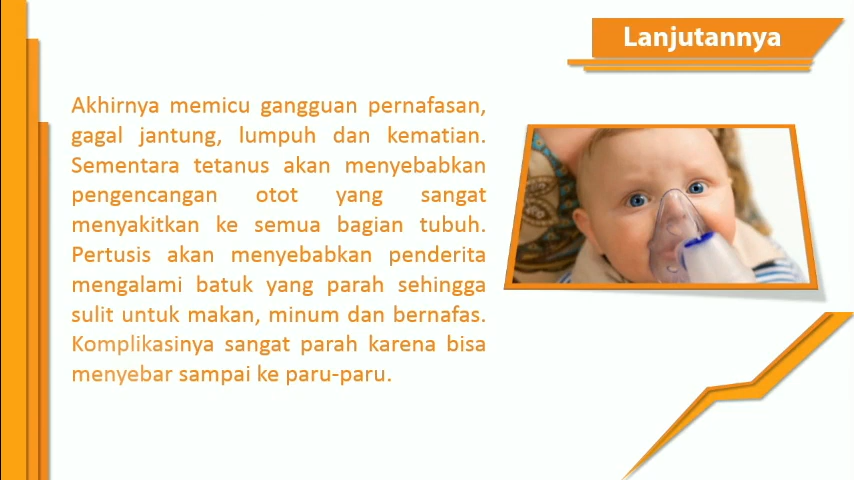 Lanjutannya
Akhirnya memicu gangguan pernafasan,
gagal jantung, lumpuh dan kematian.
Sementara tetanus akan menyebabkan
pengencangan otot yang sangat
menyakitkan ke semua bagian tubuh.
Pertusis akan menyebabkan penderita
mengalami batuk yang parah sehingga
sulit untuk makan, minum dan bernafas.
Komplikasinya sangat parah karena bisa
menyebar sampai ke paru-paru.